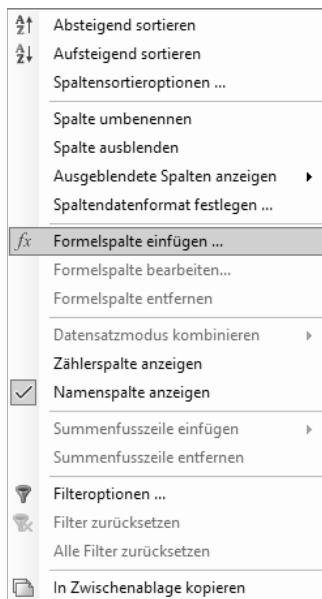 Absteigend sortieren
Aufsteigend sortieren
Spaltensortieroptionen ...
Spalte umbenennen
Spalte ausblenden
Ausgeblendete Spalten anzeigen
Spaltendatenformat festlegen ...
fx Formelspalte einfügen ...
Formelspalte bearbeiten...
Formelspalte entfernen
Datensatzmodus kombinieren
Zählerspalte anzeigen
Namenspalte anzeigen
Summenfusszeile einfügen
Summenfusszeile entfernen
Filteroptionen ...
Filter zurücksetzen
Alle Filter zurücksetzen
In Zwischenablage kopieren